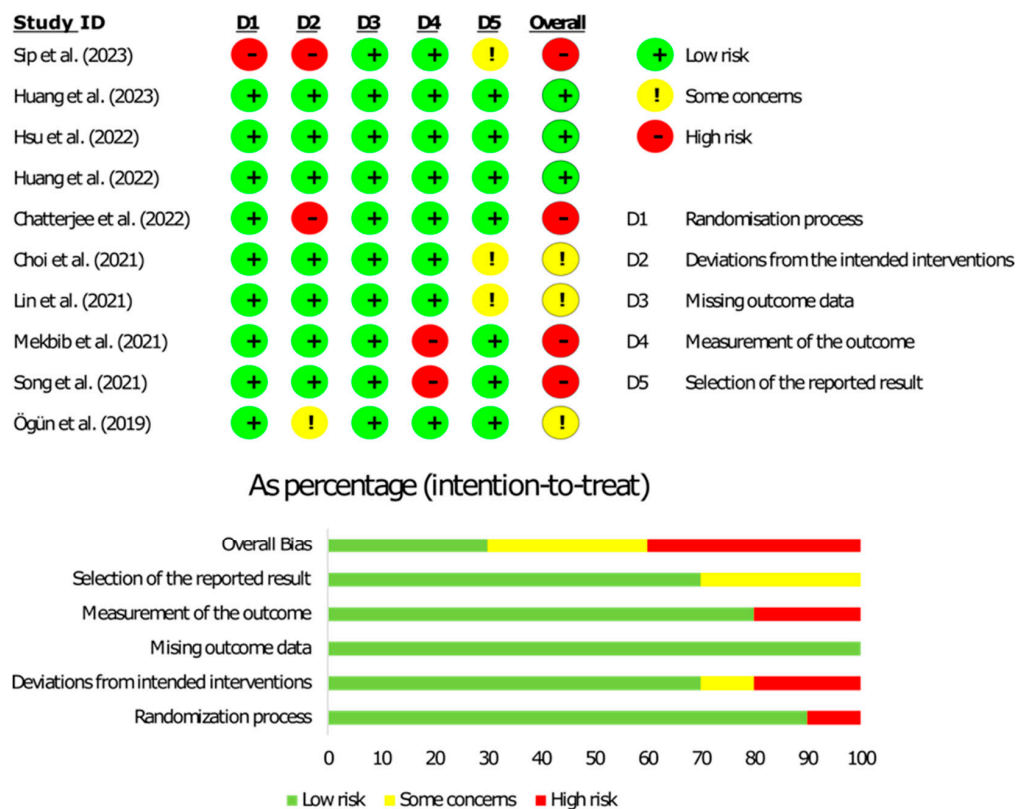 Study ID D1 D2 D3 D4 D5 Overall
Sip et al. (2023) - - + + ! - + Low risk
Huang et al. (2023) + + + + + + ! Some concerns
Hsu et al. (2022) + + + + + + - High risk
Huang et al. (2022) + + + + + +
Chatterjee et al. (2022) + - + + + - D1 Randomisation process
Choi et al. (2021) + + + + ! ! D2 Deviations from the intended interventions
Lin et al. (2021) + + + + ! ! D3 Missing outcome data
Mekbib et al. (2021) + + + - + - D4 Measurement of the outcome
Song et al. (2021) + + + - + - D5 Selection of the reported result
Ögün et al. (2019) + ! + + + !
As percentage (intention-to-treat)
Overall Bias
Selection of the reported result
Measurement of the outcome
Mising outcome data
Deviations from intended interventions
Randomization process
0 10 20 30 40 50 60 70 80 90 100
Low risk Some concerns High risk